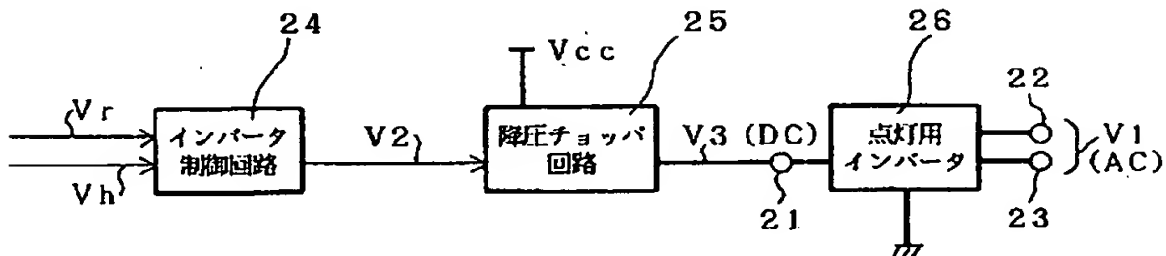 24
25
26
Vcc
22
Vr
インバータ
制御回路
V2
降圧チョッパ
回路
V3 (DC)
点灯用
インバータ
V1
(AC)
Vh
21
23